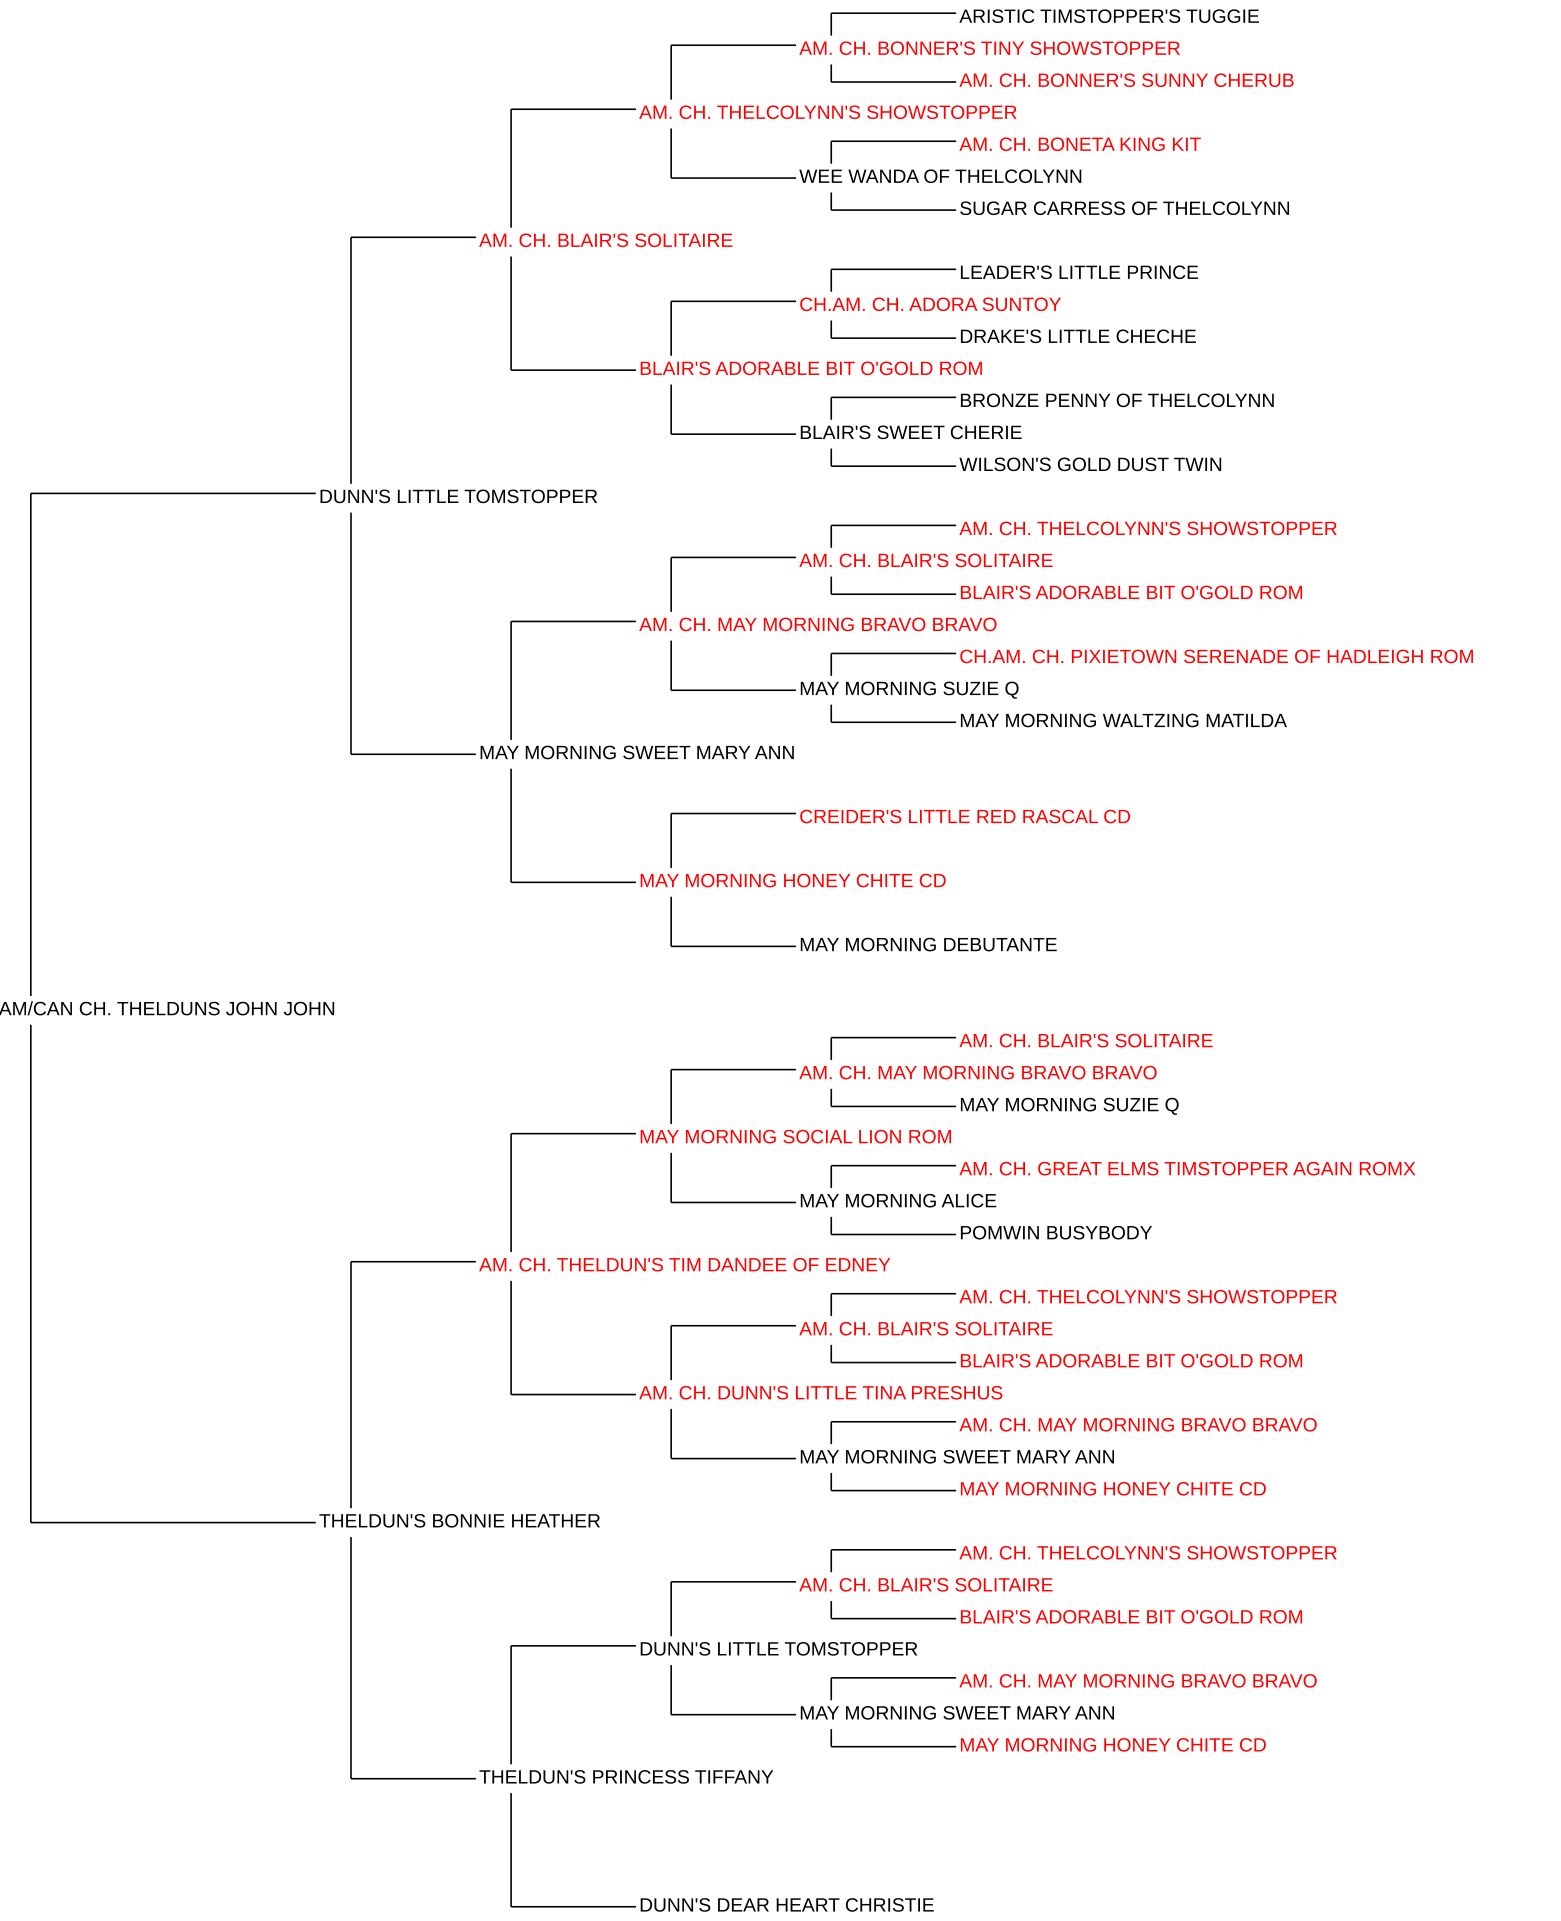 ARISTIC TIMSTOPPER'S TUGGIE
AM. CH. BONNER'S TINY SHOWSTOPPER
AM. CH. BONNER'S SUNNY CHERUB
AM. CH. THELCOLYNN'S SHOWSTOPPER
AM. CH. BONETA KING KIT
WEE WANDA OF THELCOLYNN
SUGAR CARRESS OF THELCOLYNN
AM. CH. BLAIR'S SOLITAIRE
LEADER'S LITTLE PRINCE
CH.AM. CH. ADORA SUNTOY
DRAKE'S LITTLE CHECHE
BLAIR'S ADORABLE BIT O'GOLD ROM
BRONZE PENNY OF THELCOLYNN
BLAIR'S SWEET CHERIE
WILSON'S GOLD DUST TWIN
DUNN'S LITTLE TOMSTOPPER
AM. CH. THELCOLYNN'S SHOWSTOPPER
AM. CH. BLAIR'S SOLITAIRE
BLAIR'S ADORABLE BIT O'GOLD ROM
AM. CH. MAY MORNING BRAVO BRAVO
CH.AM. CH. PIXIETOWN SERENADE OF HADLEIGH ROM
MAY MORNING SUZIE Q
MAY MORNING WALTZING MATILDA
MAY MORNING SWEET MARY ANN
CREIDER'S LITTLE RED RASCAL CD
MAY MORNING HONEY CHITE CD
MAY MORNING DEBUTANTE
AM/CAN CH. THELDUNS JOHN JOHN
AM. CH. BLAIR'S SOLITAIRE
AM. CH. MAY MORNING BRAVO BRAVO
MAY MORNING SUZIE Q
MAY MORNING SOCIAL LION ROM
AM. CH. GREAT ELMS TIMSTOPPER AGAIN ROMX
MAY MORNING ALICE
POMWIN BUSYBODY
AM. CH. THELDUN'S TIM DANDEE OF EDNEY
AM. CH. THELCOLYNN'S SHOWSTOPPER
AM. CH. BLAIR'S SOLITAIRE
BLAIR'S ADORABLE BIT O'GOLD ROM
AM. CH. DUNN'S LITTLE TINA PRESHUS
AM. CH. MAY MORNING BRAVO BRAVO
MAY MORNING SWEET MARY ANN
MAY MORNING HONEY CHITE CD
THELDUN'S BONNIE HEATHER
AM. CH. THELCOLYNN'S SHOWSTOPPER
AM. CH. BLAIR'S SOLITAIRE
BLAIR'S ADORABLE BIT O'GOLD ROM
DUNN'S LITTLE TOMSTOPPER
AM. CH. MAY MORNING BRAVO BRAVO
MAY MORNING SWEET MARY ANN
MAY MORNING HONEY CHITE CD
THELDUN'S PRINCESS TIFFANY
DUNN'S DEAR HEART CHRISTIE